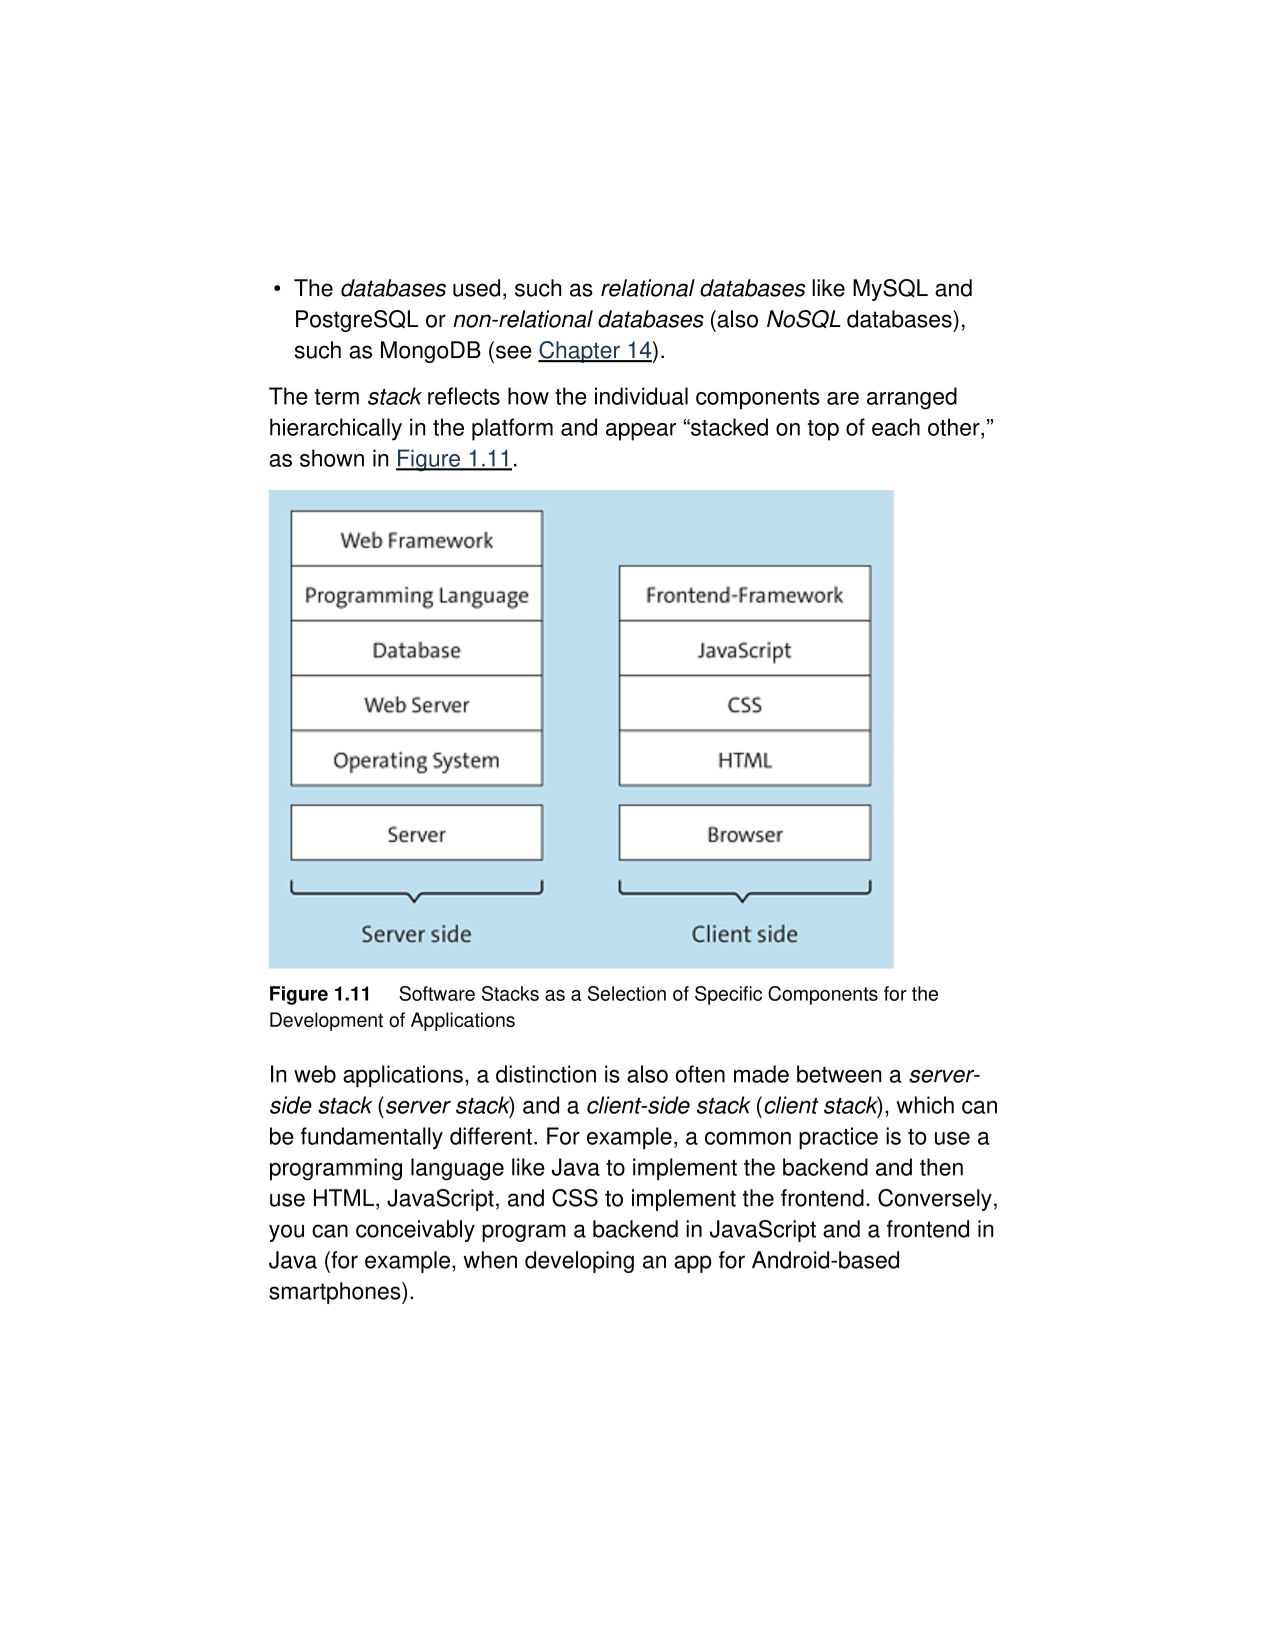 • The databases used, such as relational databases like MySQL and
PostgreSQL or non-relational databases (also NoSQL databases),
such as MongoDB (see Chapter 14).
The term stack reflects how the individual components are arranged
hierarchically in the platform and appear “stacked on top of each other,”
as shown in Figure 1.11.
Web Framework
Programming Language
Database
Web Server
Operating System
Server
Server side
Frontend-Framework
JavaScript
CSS
HTML
Browser
Client side
Figure 1.11 Software Stacks as a Selection of Specific Components for the
Development of Applications
In web applications, a distinction is also often made between a server-
side stack (server stack) and a client-side stack (client stack), which can
be fundamentally different. For example, a common practice is to use a
programming language like Java to implement the backend and then
use HTML, JavaScript, and CSS to implement the frontend. Conversely,
you can conceivably program a backend in JavaScript and a frontend in
Java (for example, when developing an app for Android-based
smartphones).